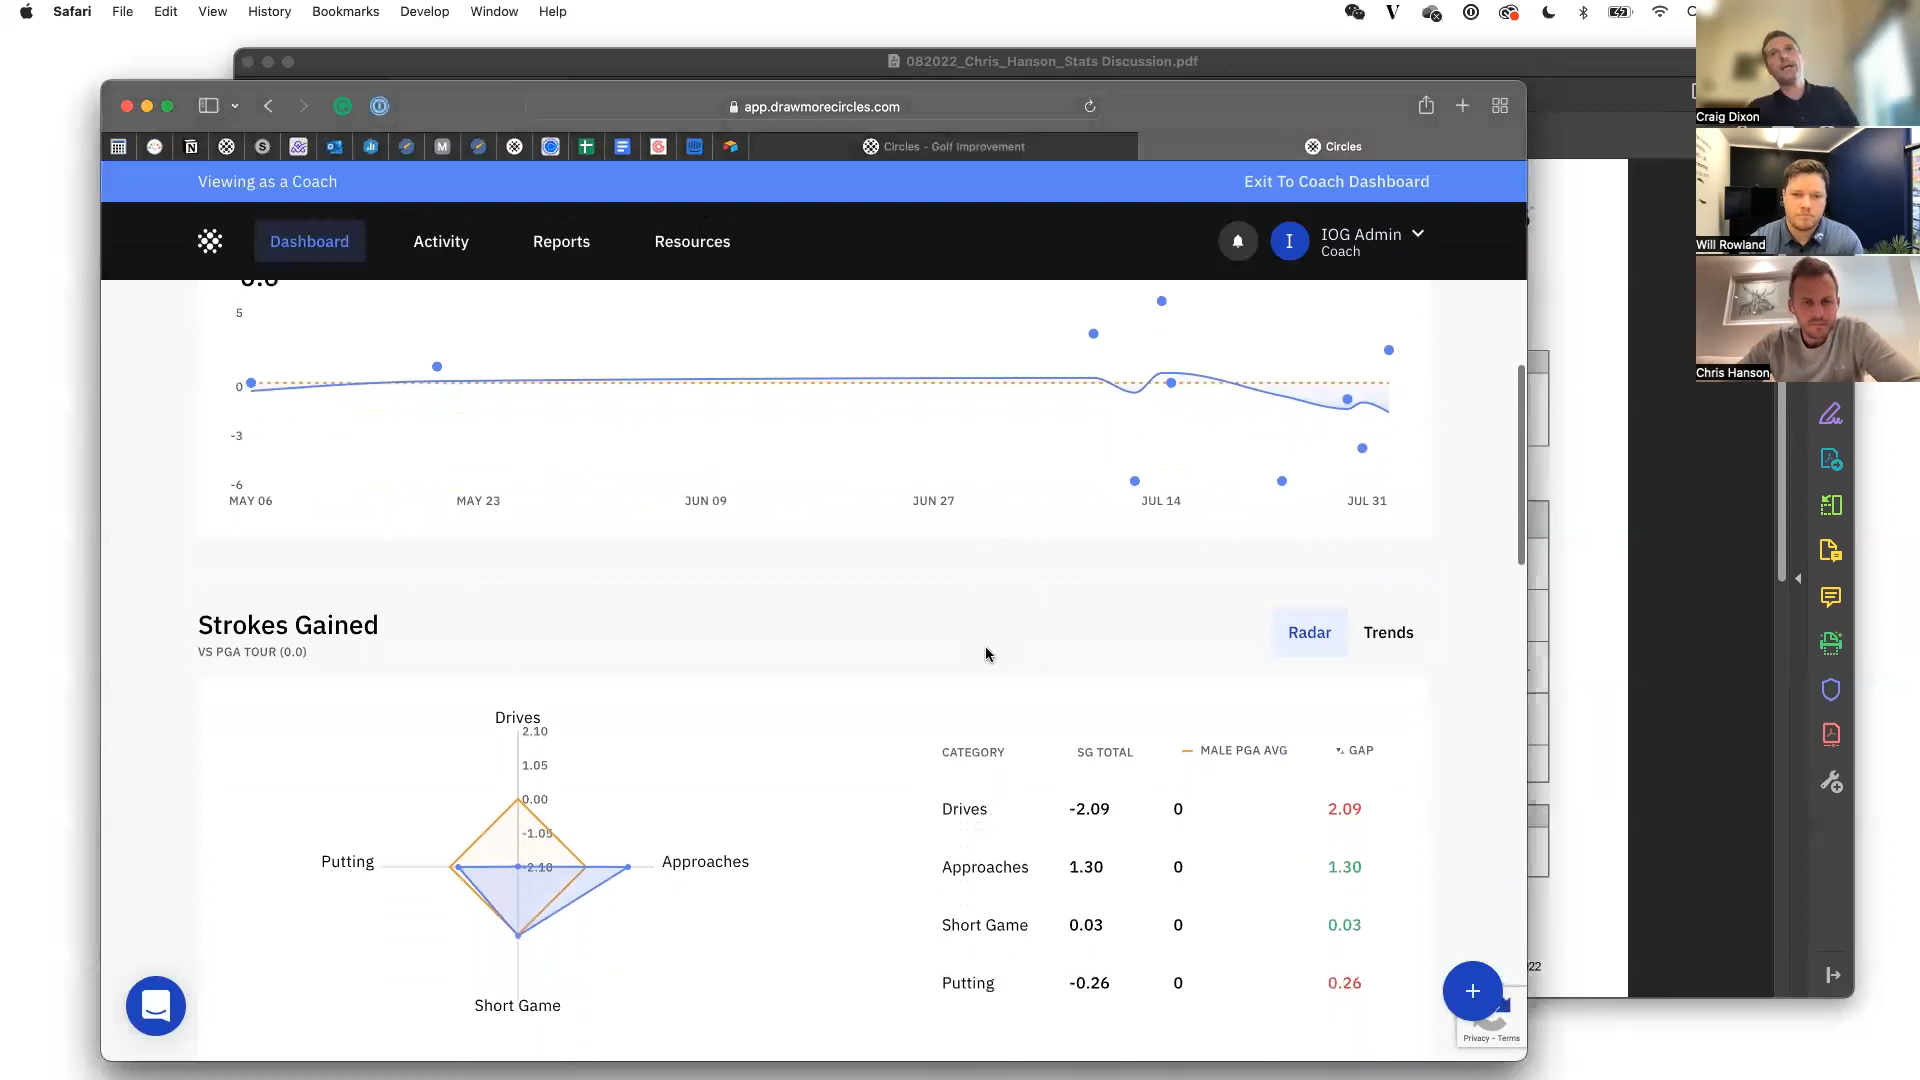 Safari File Edit View History Bookmarks Develop Window Help
082022_Chris_Hanson_Stats Discussion.pdf
app.drawmorecircles.com
Circles - Golf Improvement
Circles
Viewing as a Coach
Exit To Coach Dashboard
Dashboard Activity Reports Resources
I
IOG Admin
Coach
5
0
-3
-6
MAY 06 MAY 23 JUN 09 JUN 27 JUL 14 JUL 31
Strokes Gained
VS PGA TOUR (0.0)
Radar Trends
Drives
2.10
1.05
0.00
-1.05
-2.10
Putting
Approaches
Short Game
CATEGORY SG TOTAL MALE PGA AVG GAP
Drives -2.09 0 2.09
Approaches 1.30 0 1.30
Short Game 0.03 0 0.03
Putting -0.26 0 0.26
Privacy - Terms
22
Craig Dixon
Will Rowland
Chris Hanson